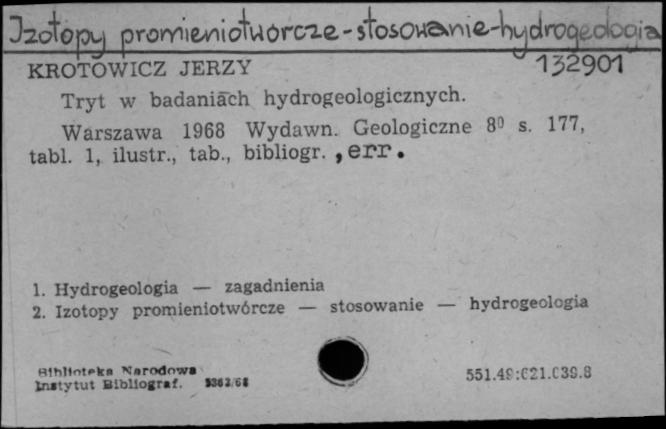 Izotopy promieniotwórcze-stosowanie-hydrogeologia
KROTOWICZ JERZY 132901
Tryt w badaniach hydrogeologicznych.
Warszawa 1968 Wydawn. Geologiczne 8⁰ s. 177,
tabl. 1, ilustr., tab., bibliogr. , err.
1. Hydrogeologia — zagadnienia
2. Izotopy promieniotwórcze — stosowanie — hydrogeologia
Biblioteka Narodowa
Instytut Bibliograf. 5363/68 551.49:621.039.8